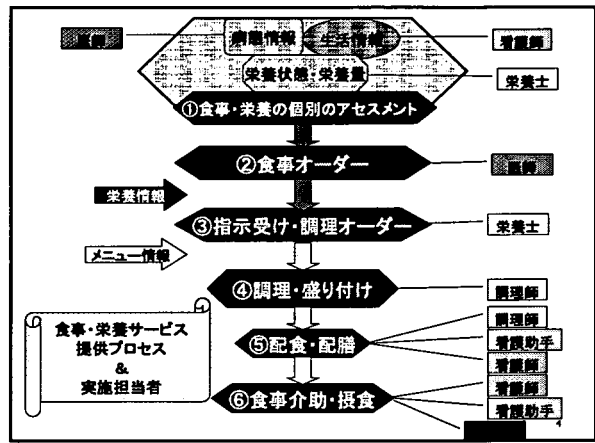 医師
病態情報
生活情報
看護師
栄養状態・栄養量
栄養士
①食事・栄養の個別のアセスメント
②食事オーダー
医師
栄養情報
③指示受け・調理オーダー
栄養士
メニュー情報
④調理・盛り付け
調理師
食事・栄養サービス
提供プロセス
&
実施担当者
⑤配食・配膳
調理師
看護助手
看護師
⑥食事介助・摂食
看護師
看護助手
4